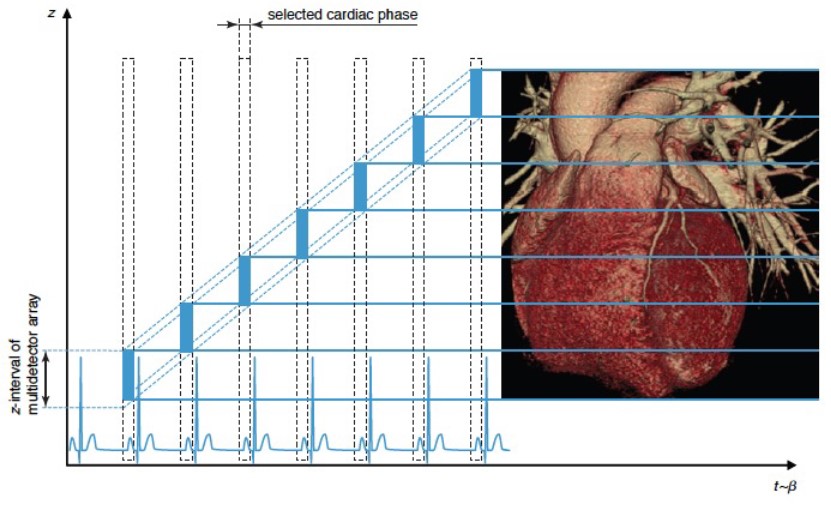 z
selected cardiac phase
z-interval of
multidetector array
t~β